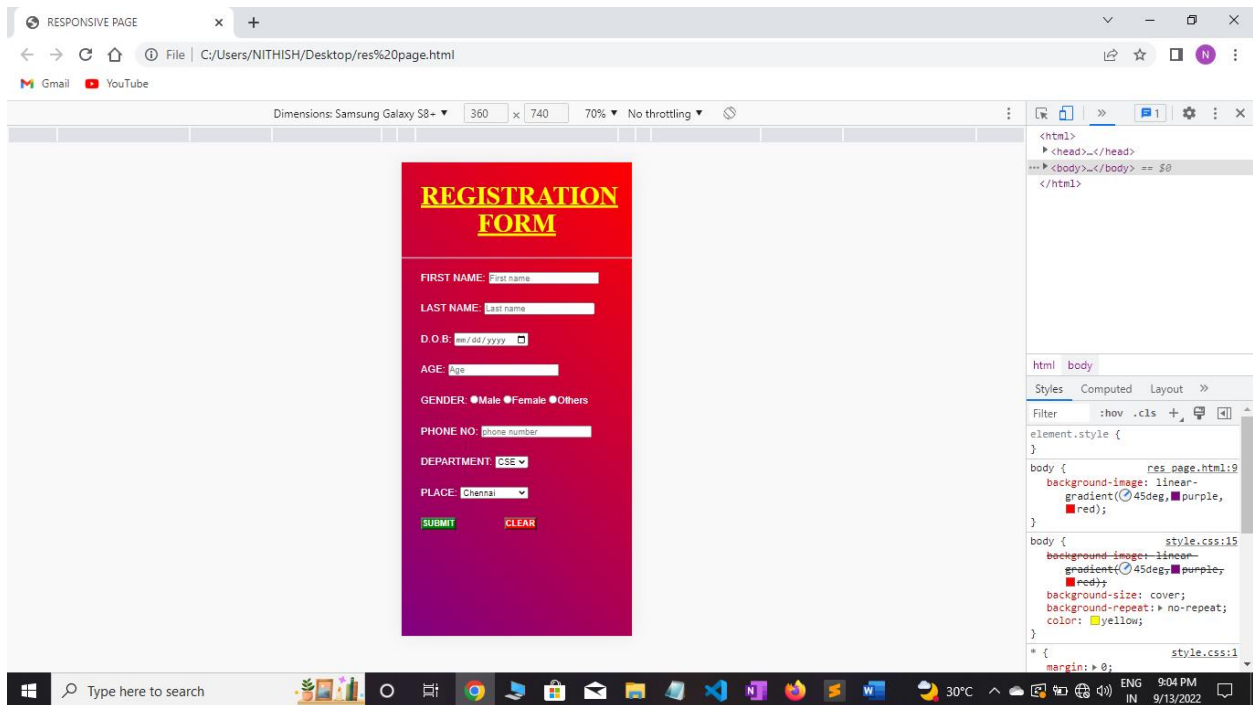 RESPONSIVE PAGE
File | C:/Users/NITHISH/Desktop/res%20page.html
N
Gmail YouTube
Dimensions: Samsung Galaxy S8+ 360 × 740 70% No throttling
1
<html>
<head>…</head>
<body>…</body> == $0
</html>
REGISTRATION
FORM
FIRST NAME: First name
LAST NAME: Last name
D.O.B: mm/dd/yyyy
AGE: Age
GENDER: Male Female Others
PHONE NO: phone number
DEPARTMENT: CSE
PLACE: Chennai
SUBMIT CLEAR
html body
Styles Computed Layout
Filter :hov .cls
element.style {
}
body { res page.html:9
background-image: linear-
gradient(45deg, purple,
red);
}
body { style.css:15
background-image: linear-
gradient(45deg, purple,
red);
background-size: cover;
background-repeat: no-repeat;
color: yellow;
}
* { style.css:1
margin: 0;
Type here to search
30°C
ENG 9:04 PM
IN 9/13/2022